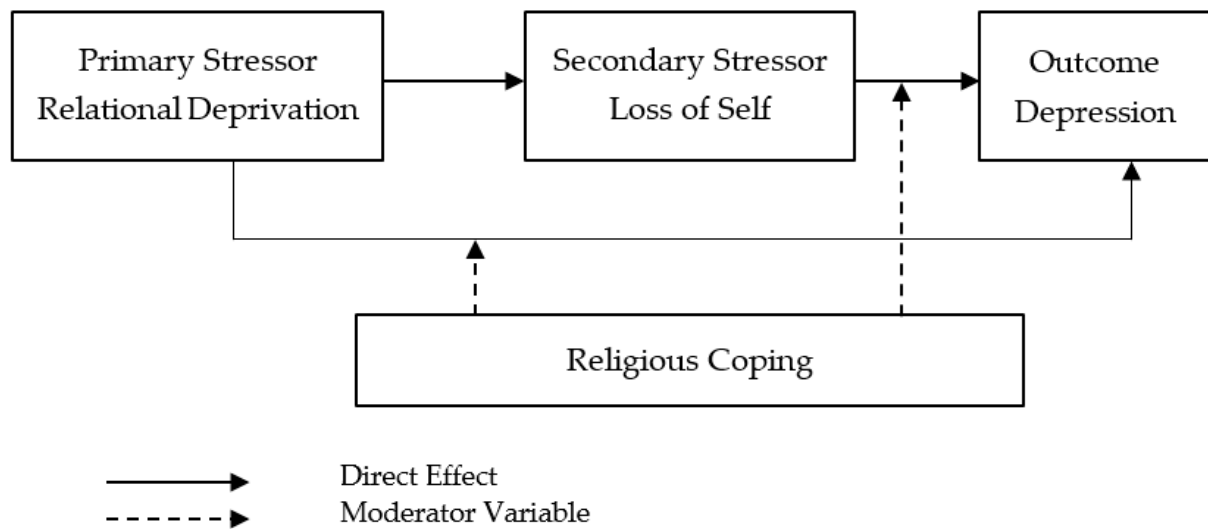 Primary Stressor
Relational Deprivation
Secondary Stressor
Loss of Self
Outcome
Depression
Religious Coping
Direct Effect
Moderator Variable